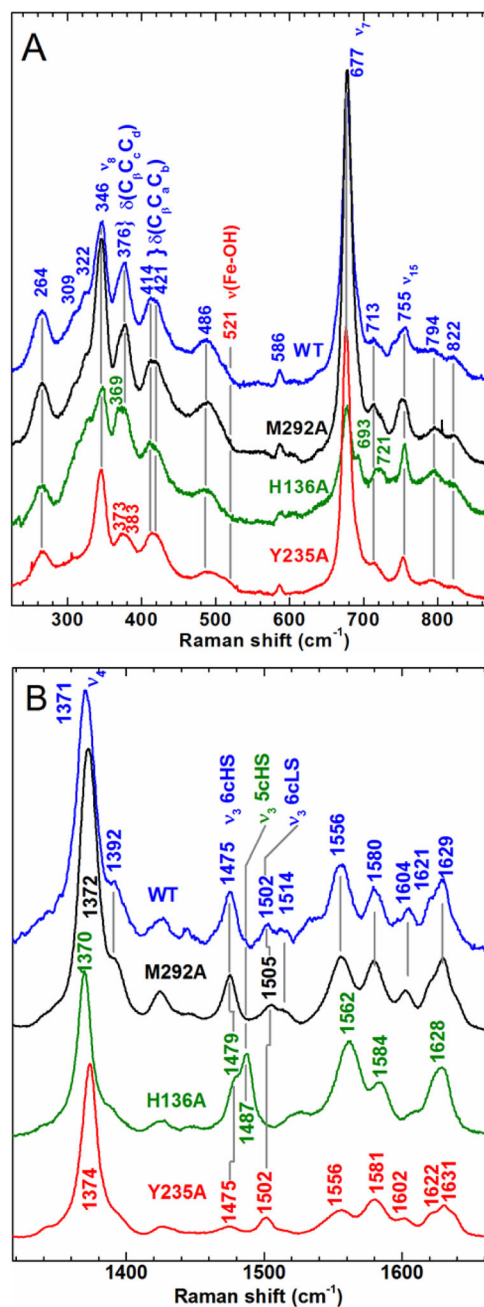 A
677 ν7
264
309
322
346 ν8
376} δ(CβCcCd)
414
421 } δ(CβCaCb)
486
521 ν(Fe-OH)
586
713
755 ν15
794
822
WT
M292A
369
693
721
H136A
373
383
Y235A
300 400 500 600 700 800
Raman shift (cm-1)
B
1371
ν4
1392
1475
ν3 6cHS
ν3 5cHS
ν3 6cLS
1502
1514
1556
1580
1604
1621
1629
WT
1372
M292A
1505
1370
1479
1487
1562
1584
1628
H136A
Y235A
1374
1475
1502
1556
1581
1602
1622
1631
1400 1500 1600
Raman shift (cm-1)